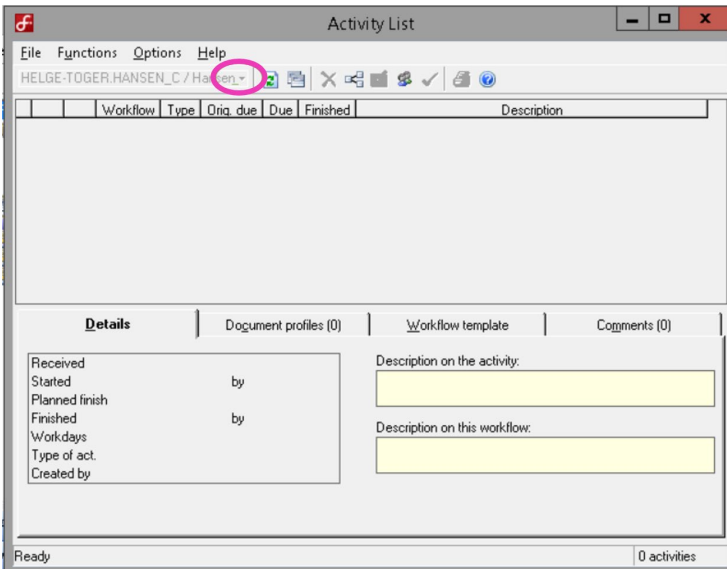 Activity List
File Functions Options Help
HELGE-TOGER.HANSEN_C / Hansen_
Workflow Type Orig. due Due Finished Description
Details Document profiles (0) Workflow template Comments (0)
Received
Started by
Planned finish
Finished by
Workdays
Type of act.
Created by
Description on the activity:
Description on this workflow:
Ready 0 activities